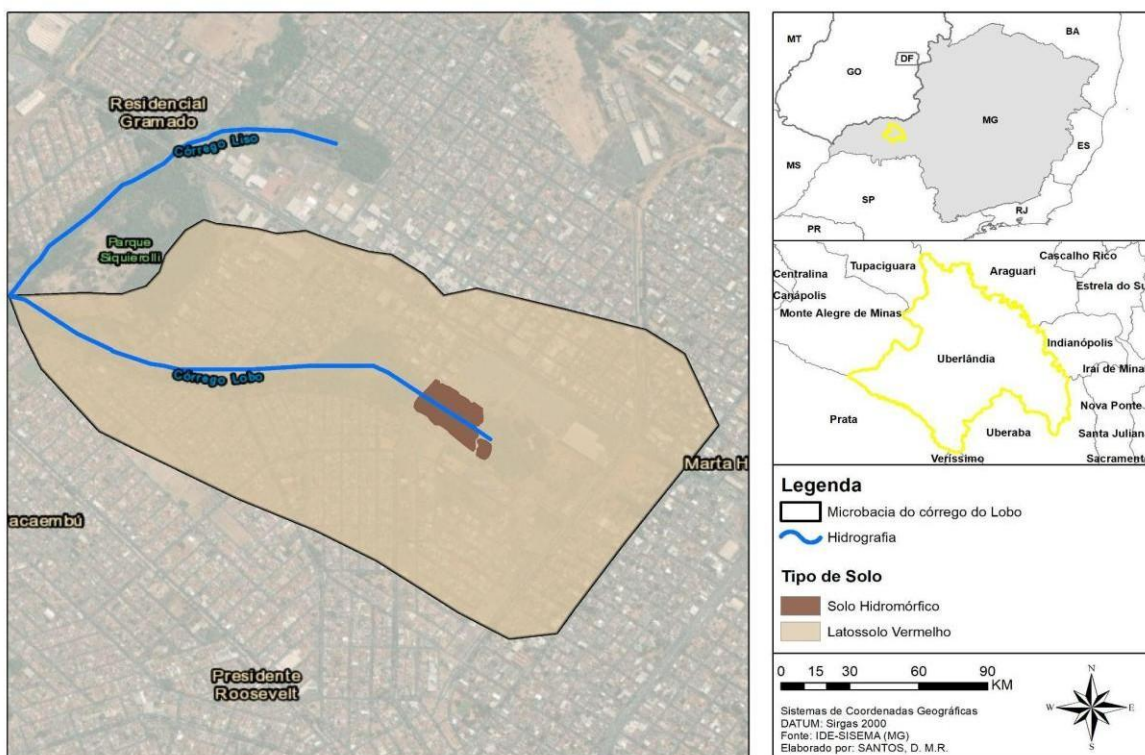 Residencial
Gramado
Córrego Liso
Parque
Siquierolli
Córrego Lobo
Marta H
acaembú
Presidente
Roosevelt
MT
BA
DF
GO
MG
ES
MS
SP
RJ
PR
Cascalho Rico
Tupaciguara
Araguari
Centralina
Estrela do Su
Canápolis
Monte Alegre de Minas
Indianópolis
Uberlândia
Iraí de Minas
Prata
Nova Ponte
Uberaba
Santa Julian
Veríssimo
Sacramento
Legenda
Microbacia do córrego do Lobo
Hidrografia
Tipo de Solo
Solo Hidromórfico
Latossolo Vermelho
0 15 30 60 90
KM
Sistemas de Coordenadas Geográficas
DATUM: Sirgas 2000
Fonte: IDE-SISEMA (MG)
Elaborado por: SANTOS, D. M.R.
N
W
E
S